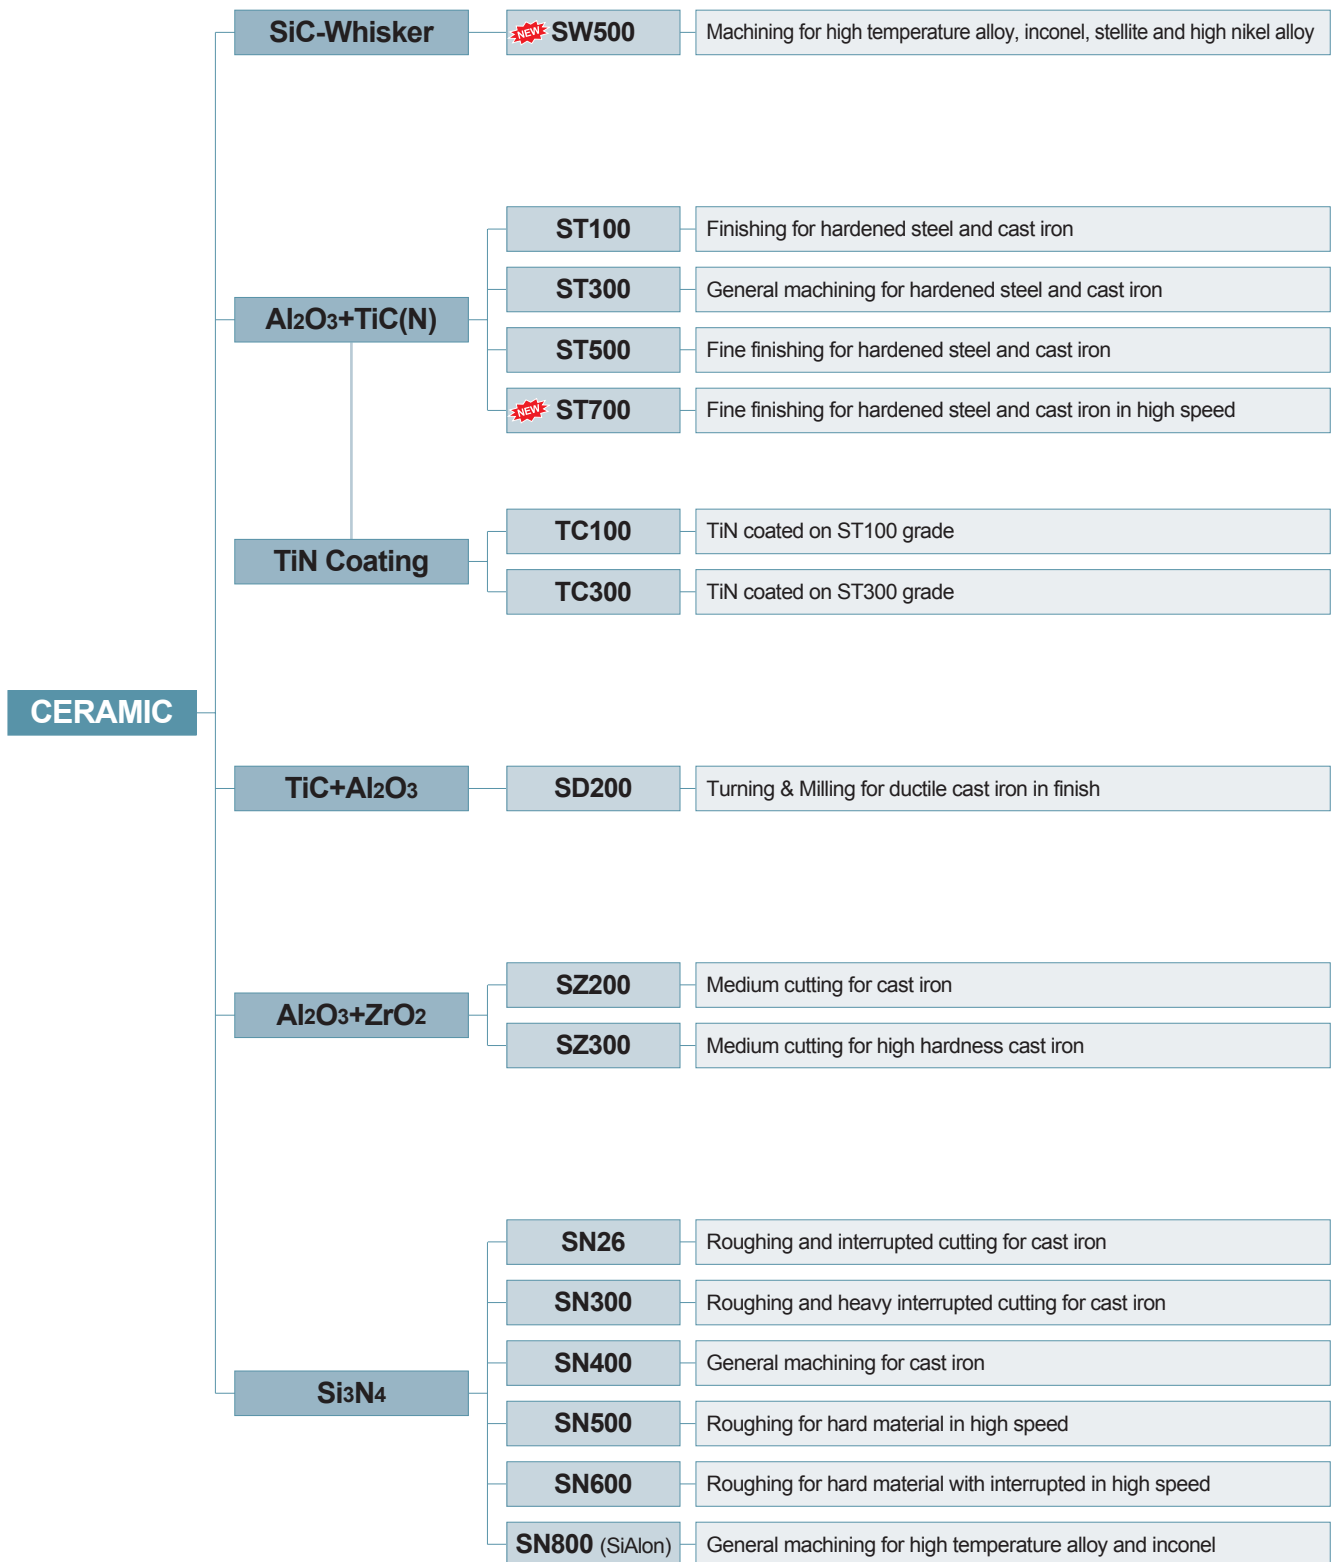 SiC-Whisker NEW SW500 Machining for high temperature alloy, inconel, stellite and high nikel alloy
ST100 Finishing for hardened steel and cast iron
ST300 General machining for hardened steel and cast iron
Al2O3+TiC(N)
ST500 Fine finishing for hardened steel and cast iron
NEW ST700 Fine finishing for hardened steel and cast iron in high speed
TC100 TiN coated on ST100 grade
TiN Coating
TC300 TiN coated on ST300 grade
CERAMIC
TiC+Al2O3 SD200 Turning & Milling for ductile cast iron in finish
SZ200 Medium cutting for cast iron
Al2O3+ZrO2
SZ300 Medium cutting for high hardness cast iron
SN26 Roughing and interrupted cutting for cast iron
SN300 Roughing and heavy interrupted cutting for cast iron
SN400 General machining for cast iron
Si3N4
SN500 Roughing for hard material in high speed
SN600 Roughing for hard material with interrupted in high speed
SN800 (SiAlon) General machining for high temperature alloy and inconel